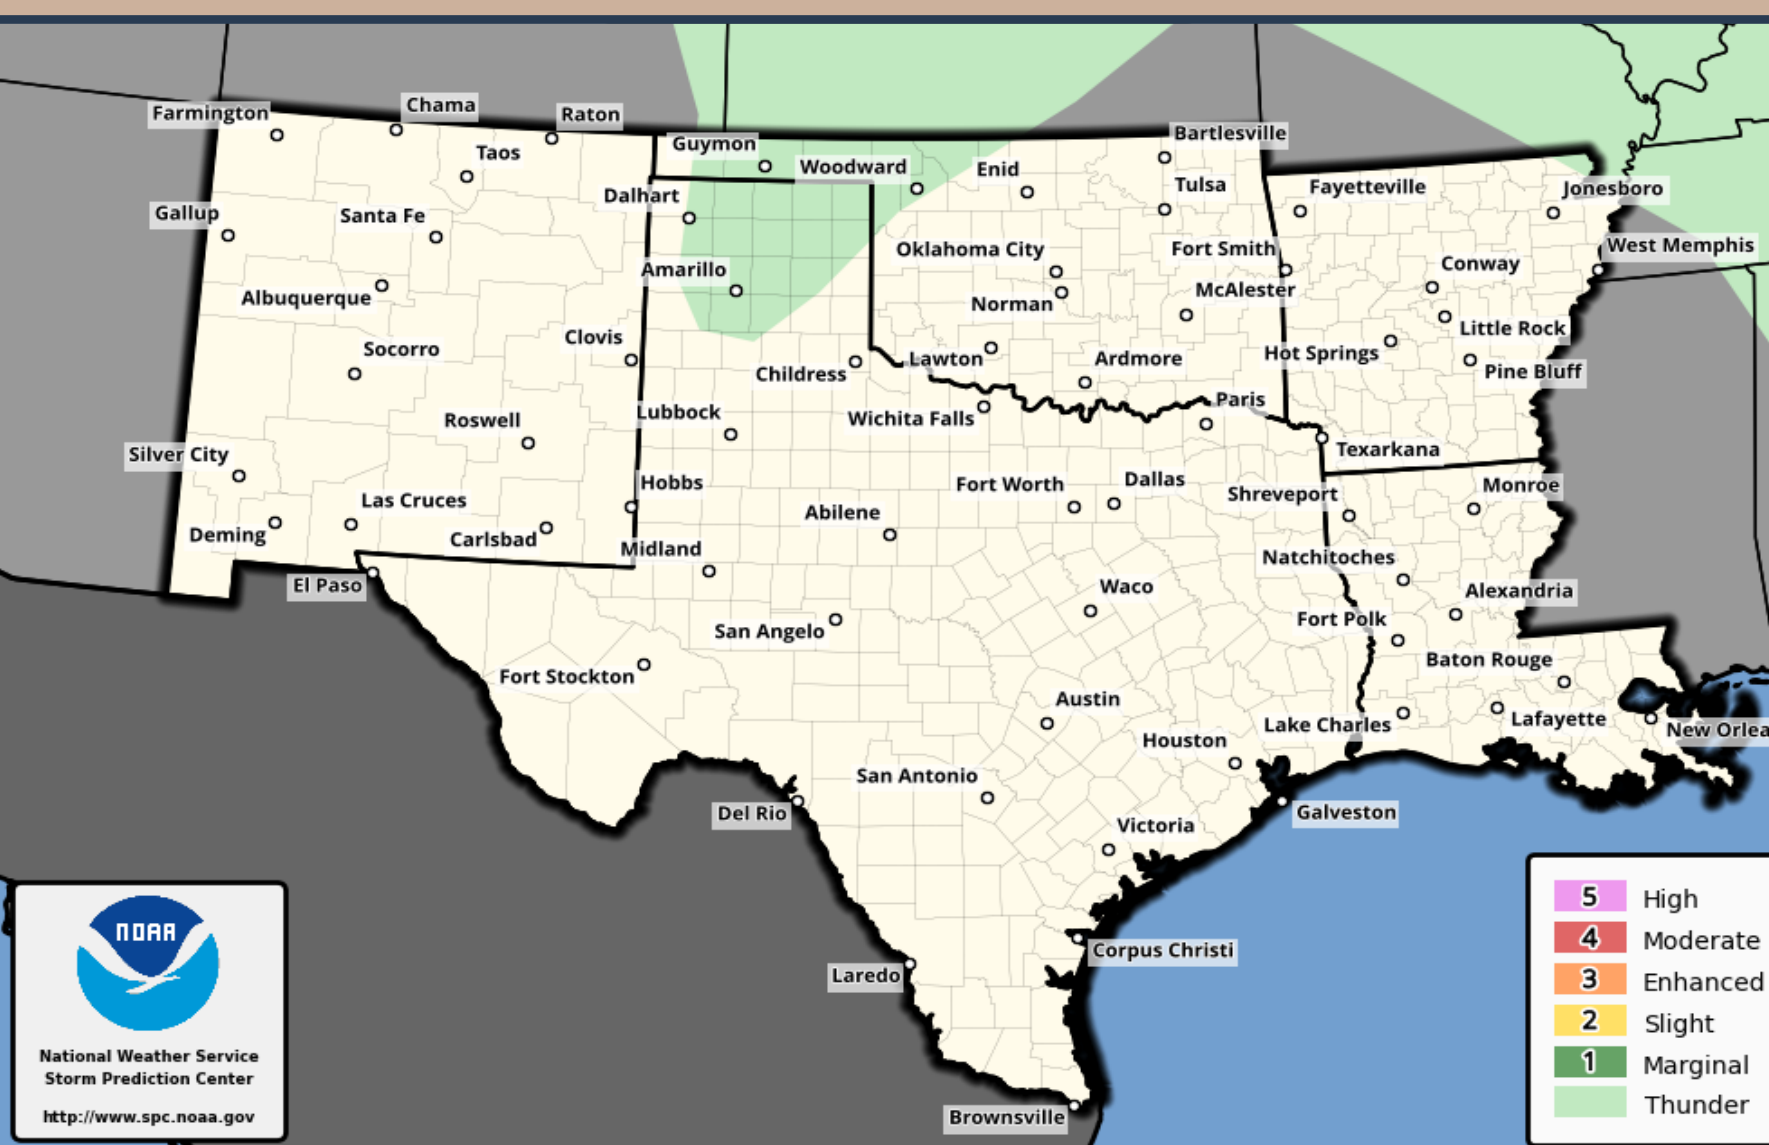 Farmington
Chama
Raton
Guymon
Bartlesville
Taos
Woodward
Enid
Tulsa
Fayetteville
Jonesboro
Dalhart
Gallup
Santa Fe
Oklahoma City
Fort Smith
West Memphis
Amarillo
Conway
Albuquerque
Norman
McAlester
Clovis
Little Rock
Socorro
Childress
Lawton
Ardmore
Hot Springs
Pine Bluff
Roswell
Lubbock
Wichita Falls
Paris
Silver City
Texarkana
Hobbs
Fort Worth
Dallas
Shreveport
Monroe
Las Cruces
Abilene
Deming
Carlsbad
Midland
Natchitoches
El Paso
Waco
Alexandria
San Angelo
Fort Polk
Fort Stockton
Baton Rouge
Austin
Lake Charles
Lafayette
New Orlea
Houston
San Antonio
Del Rio
Victoria
Galveston
Corpus Christi
Laredo
Brownsville
NOAA
National Weather Service
Storm Prediction Center
http://www.spc.noaa.gov
5 High
4 Moderate
3 Enhanced
2 Slight
1 Marginal
Thunder